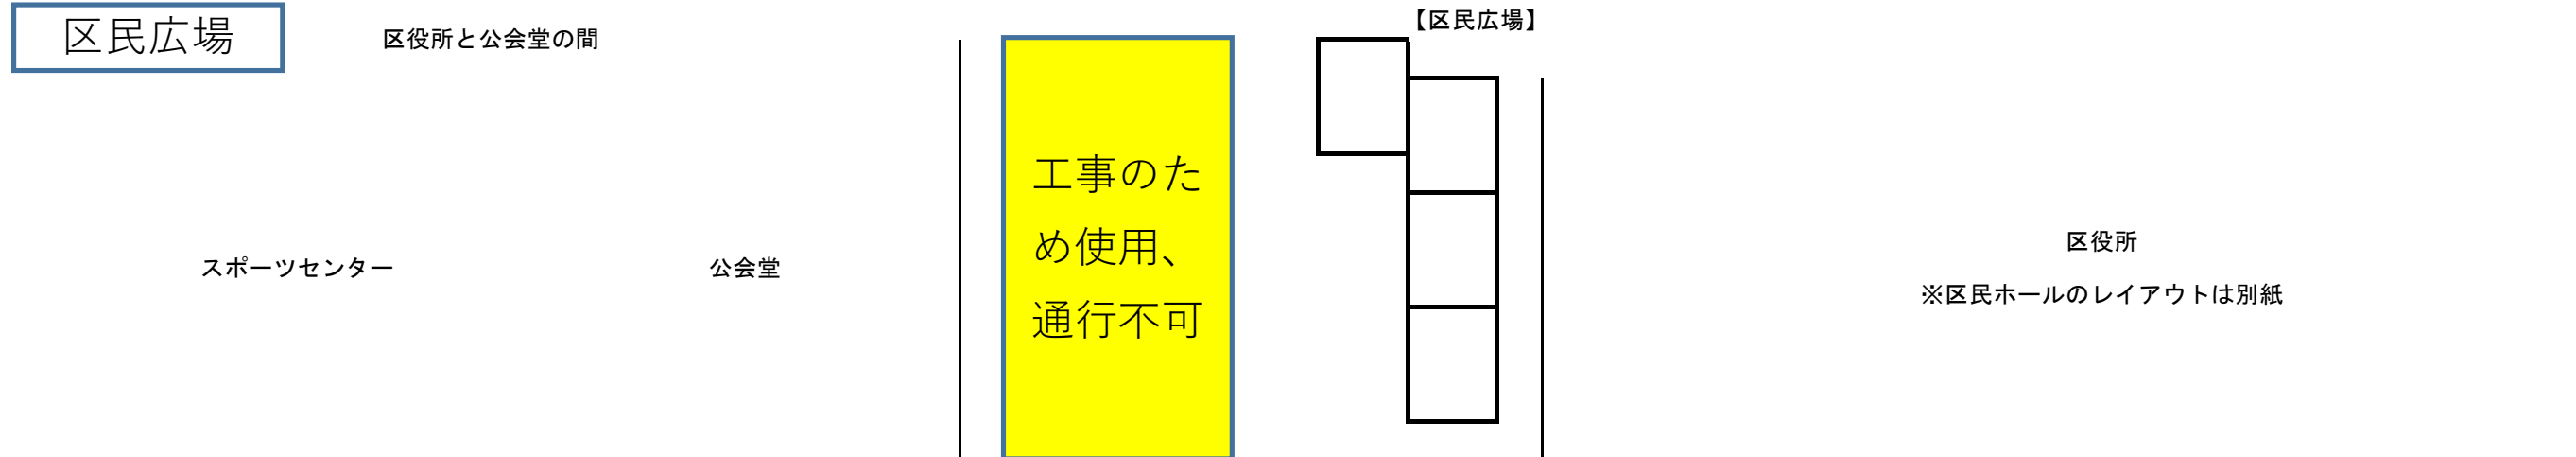 区民広場
区役所と公会堂の間
【区民広場】
工事のた
め使用、
通行不可
スポーツセンター
公会堂
区役所
※区民ホールのレイアウトは別紙